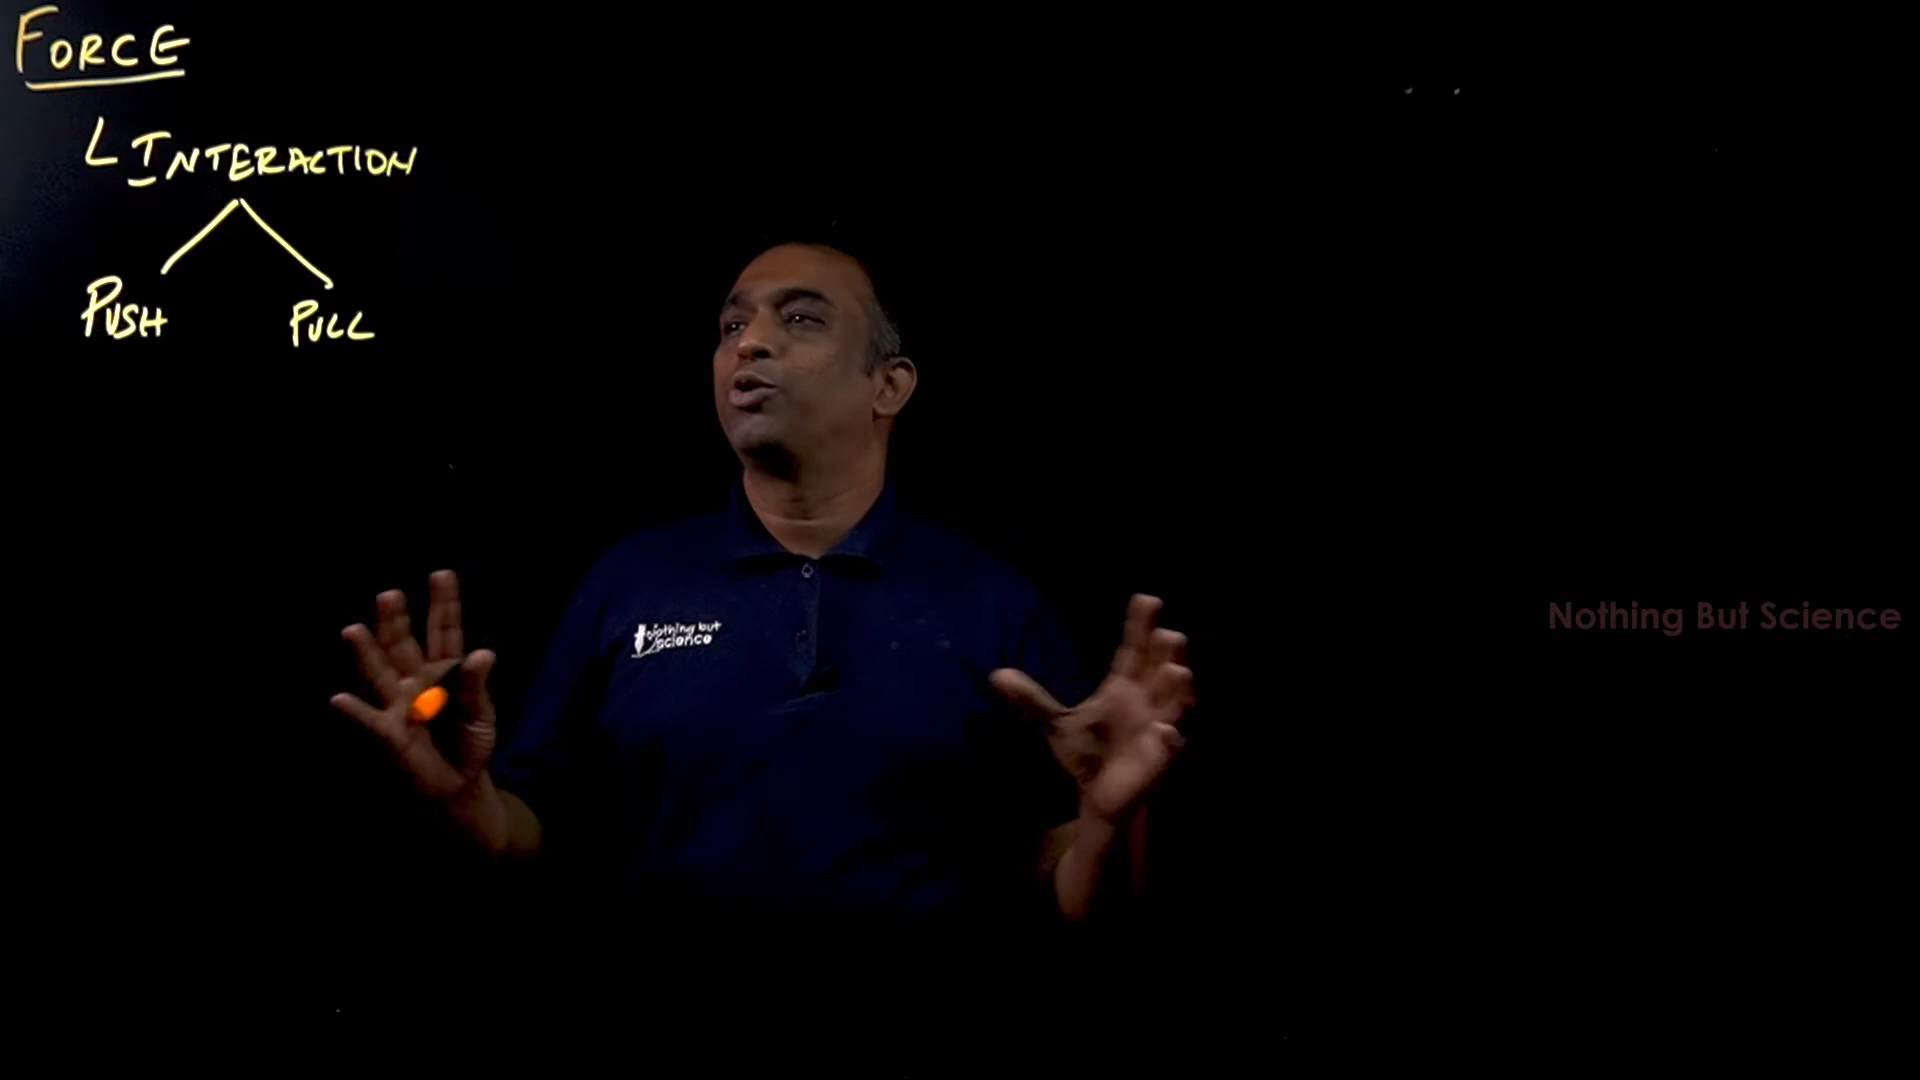 FORCE
INTERACTION
PUSH PULL
nothing but
science
Nothing But Science